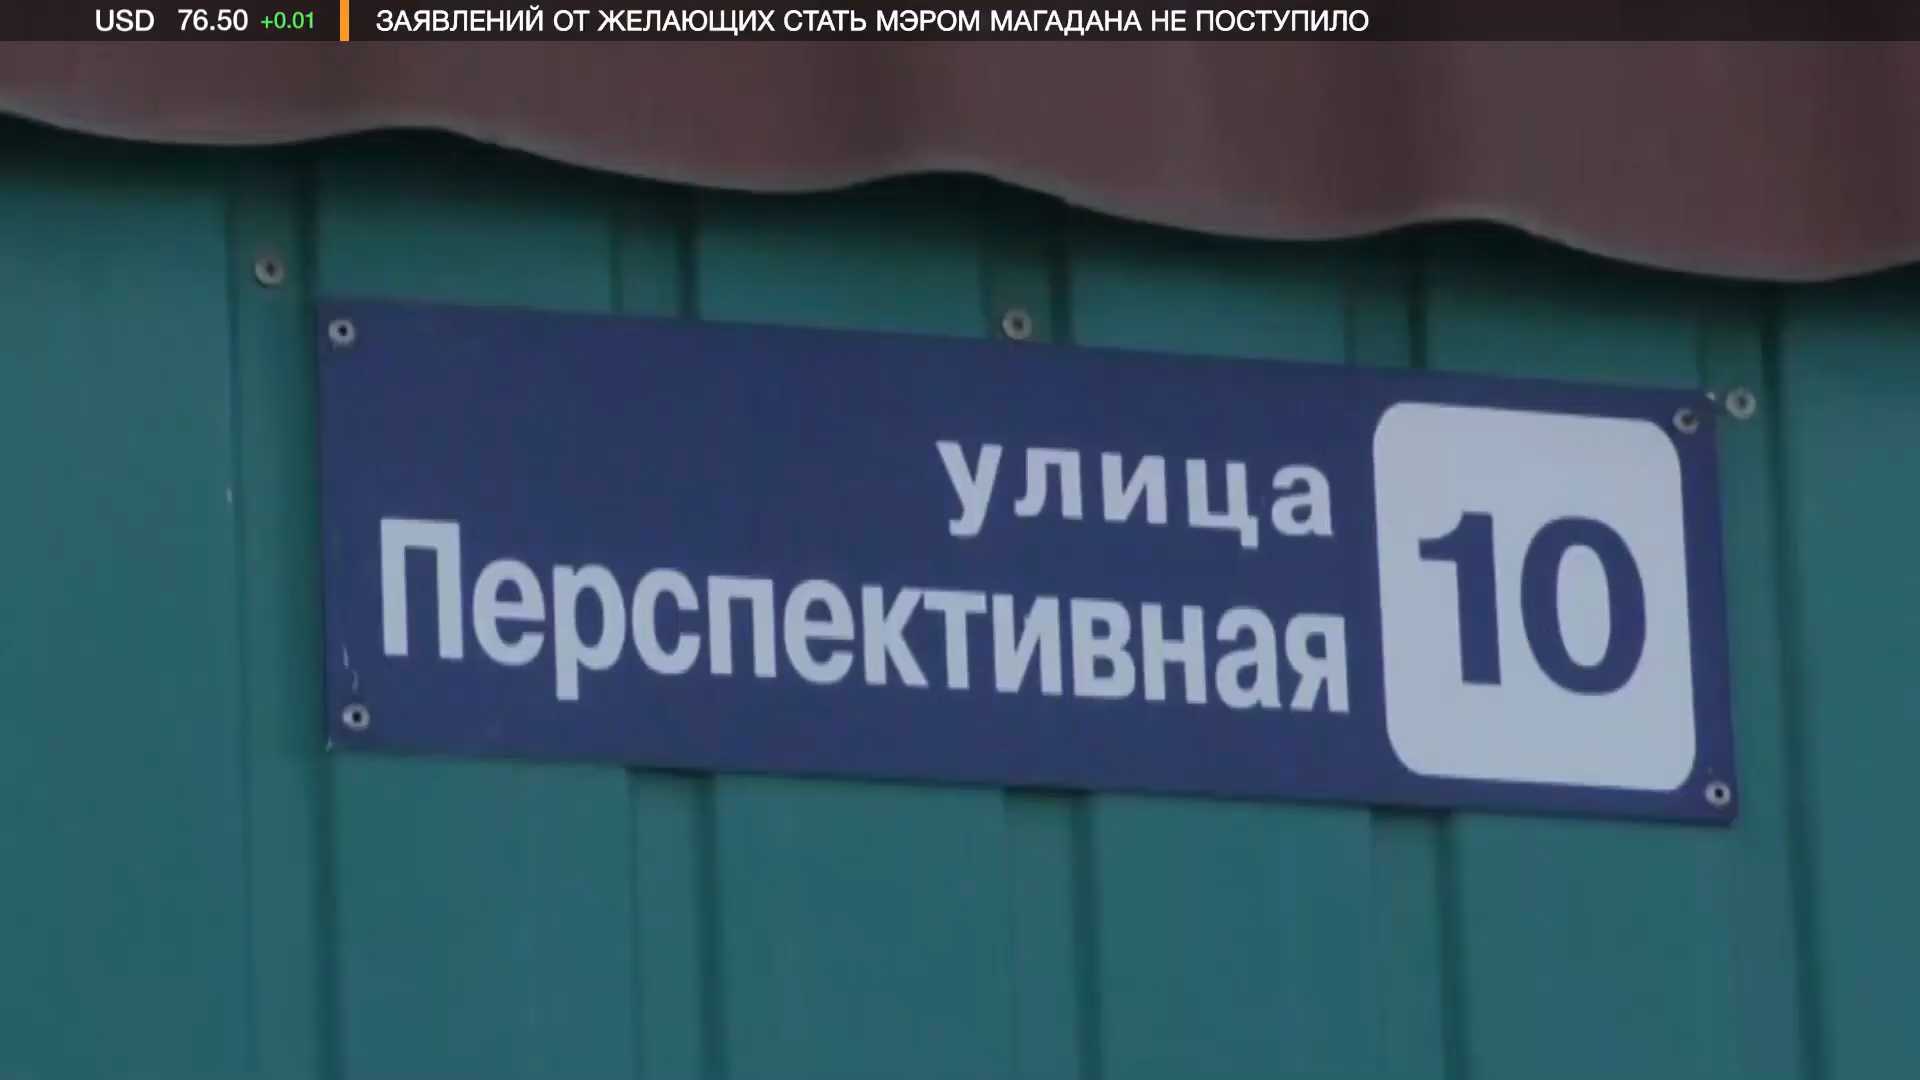 USD 76.50 +0.01 ЗАЯВЛЕНИЙ ОТ ЖЕЛАЮЩИХ СТАТЬ МЭРОМ МАГАДАНА НЕ ПОСТУПИЛО
улица
Перспективная
10